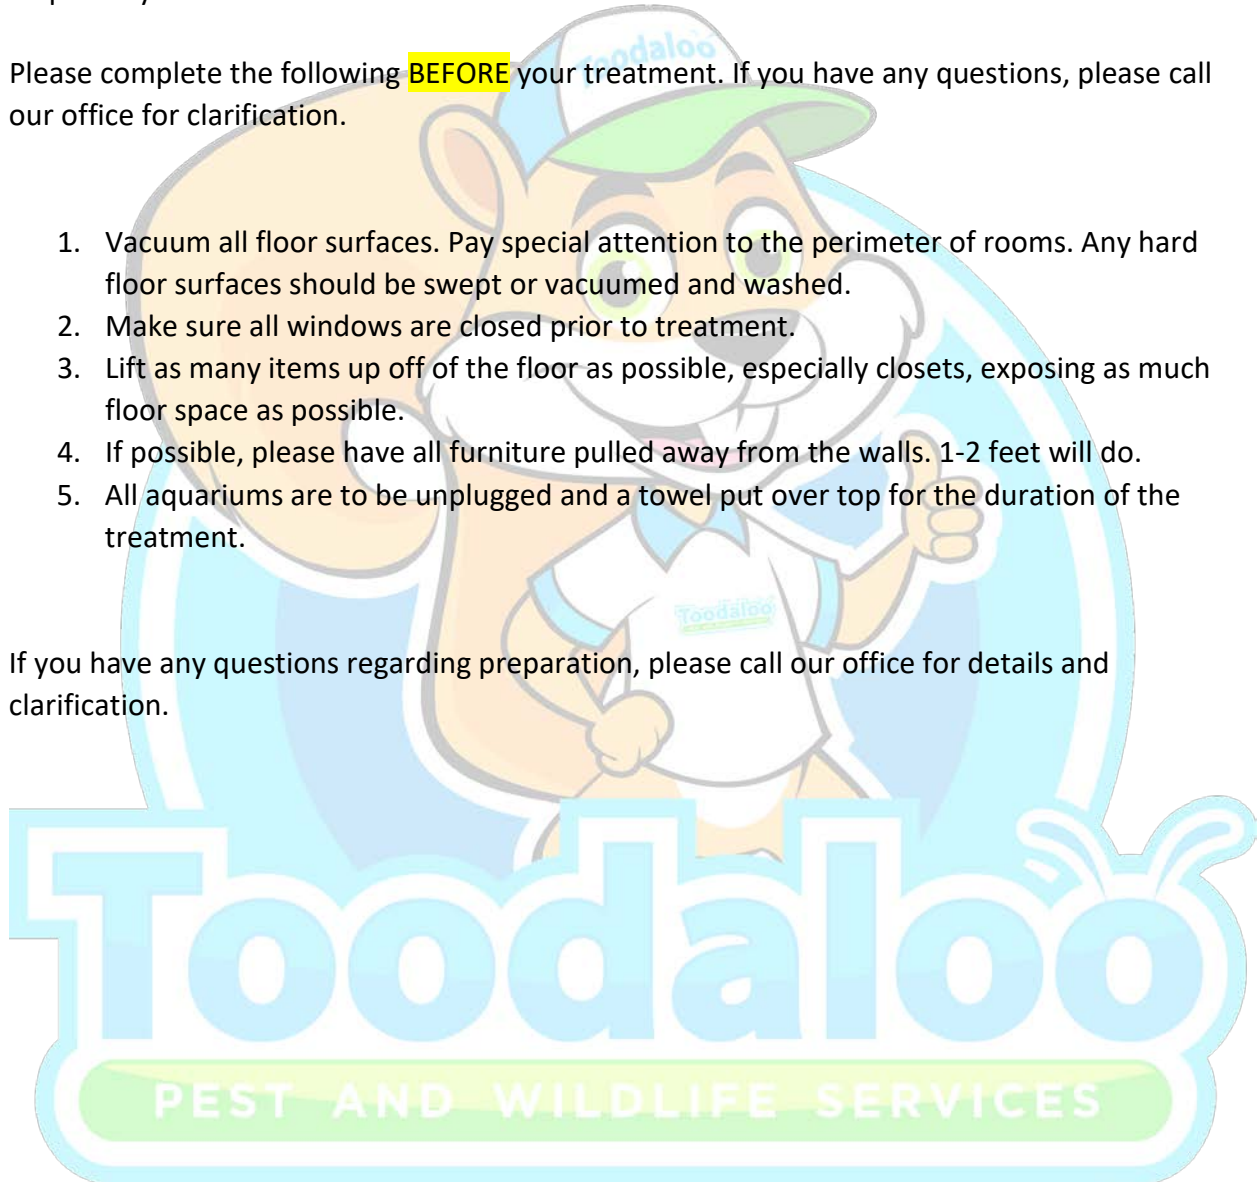 Please complete the following BEFORE your treatment. If you have any questions, please call
our office for clarification.
1. Vacuum all floor surfaces. Pay special attention to the perimeter of rooms. Any hard
floor surfaces should be swept or vacuumed and washed.
2. Make sure all windows are closed prior to treatment.
3. Lift as many items up off of the floor as possible, especially closets, exposing as much
floor space as possible.
4. If possible, please have all furniture pulled away from the walls. 1-2 feet will do.
5. All aquariums are to be unplugged and a towel put over top for the duration of the
treatment.
If you have any questions regarding preparation, please call our office for details and
clarification.
Toodaloo
Toodaloo
Toodaloo
PEST AND WILDLIFE SERVICES